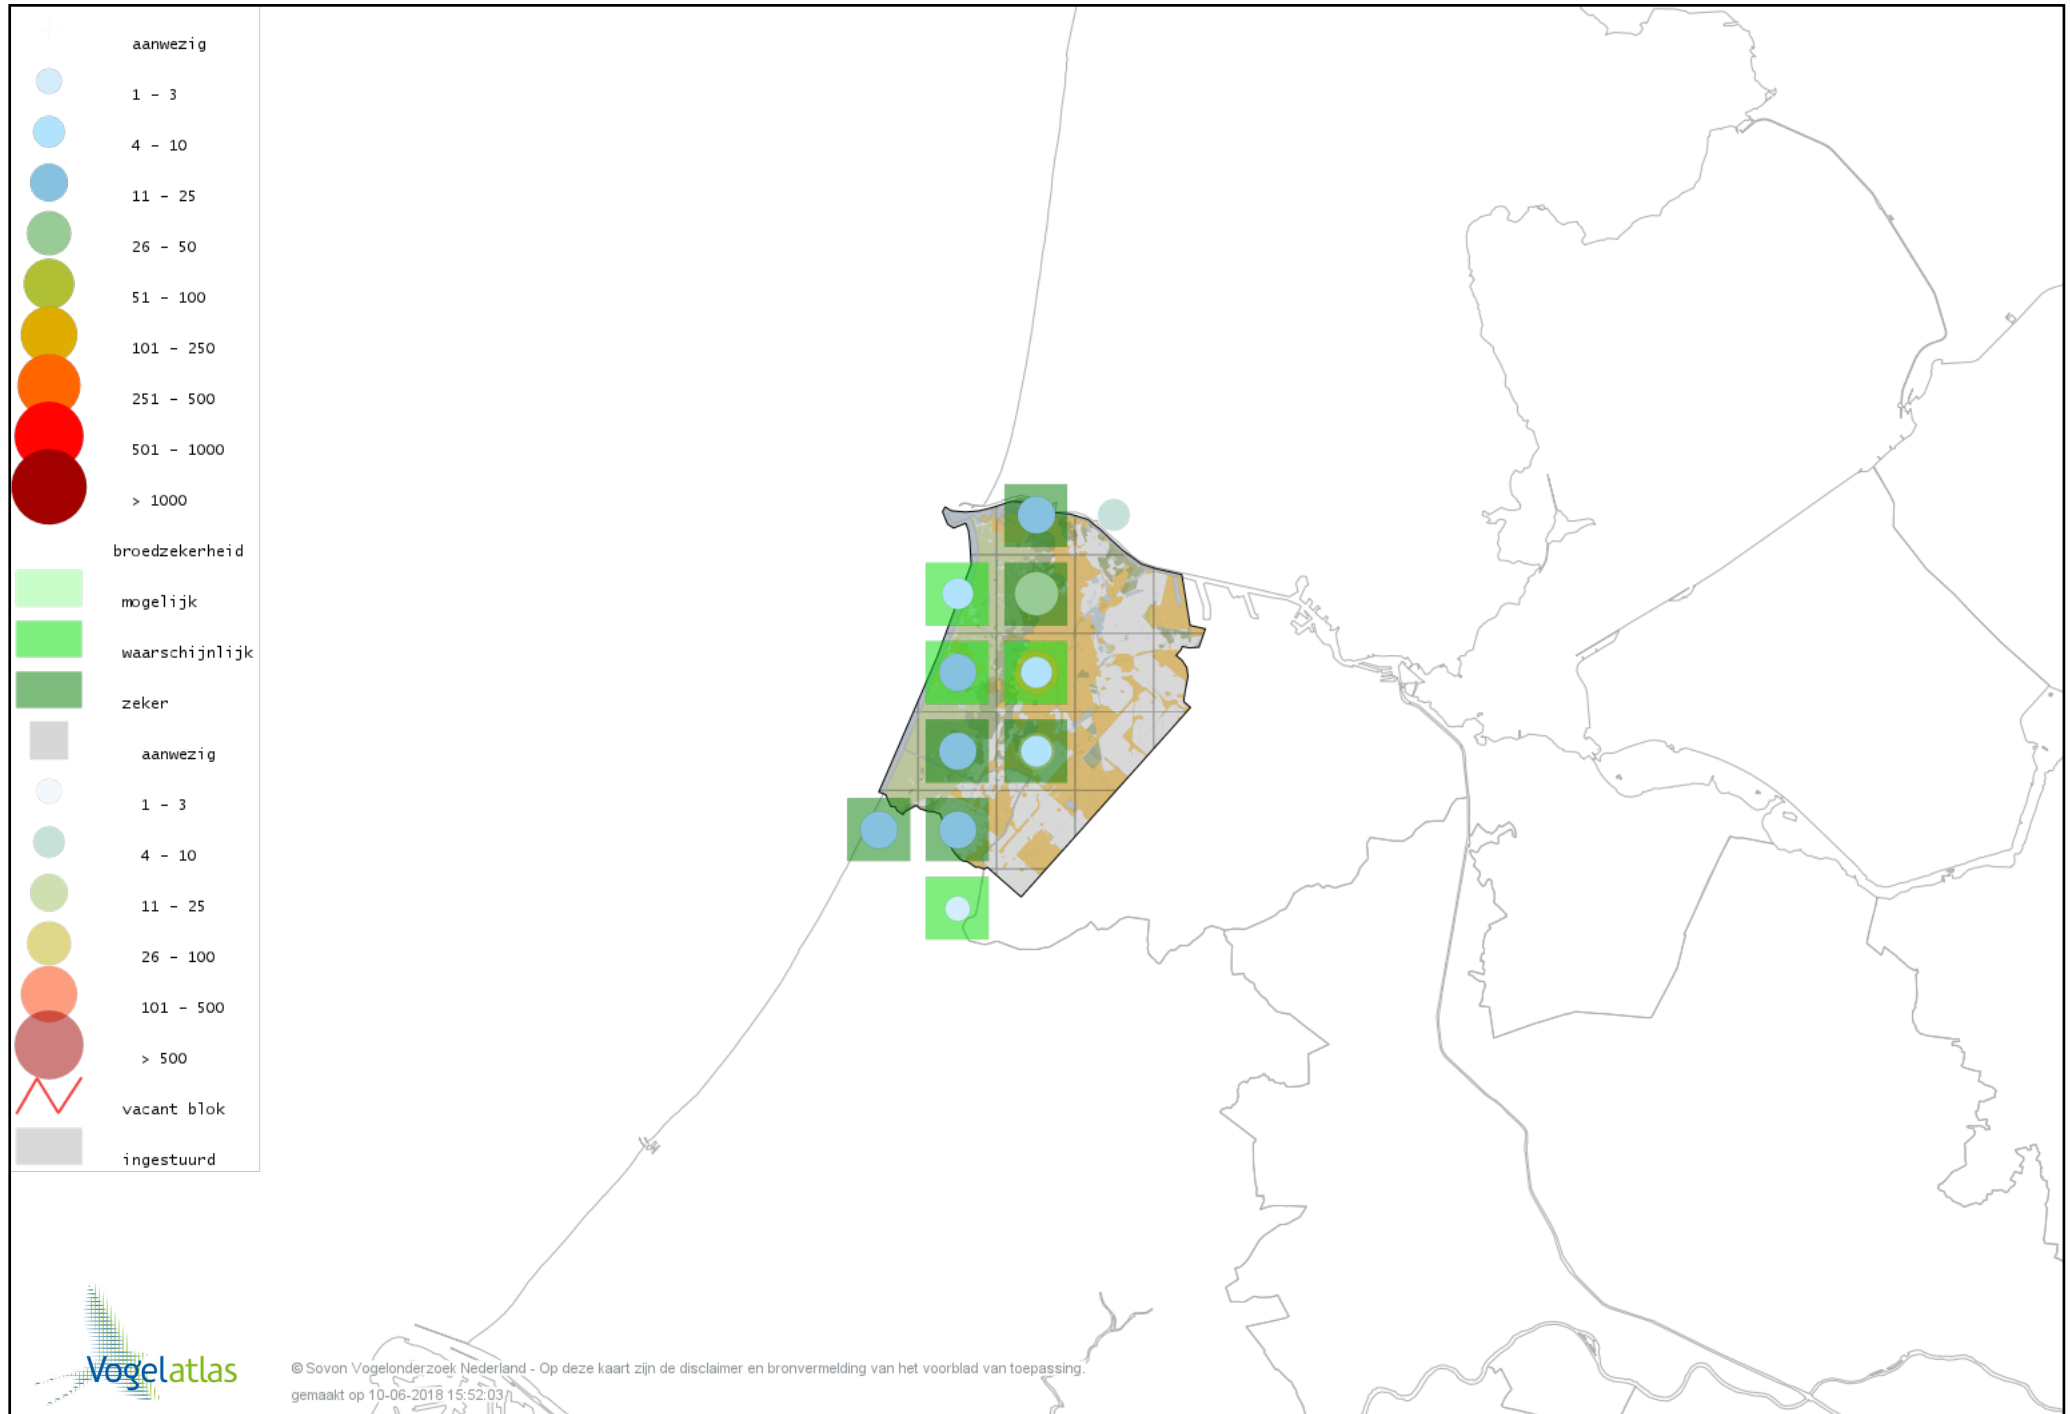 aanwezig
1 - 3
4 - 10
11 - 25
26 - 50
51 - 100
101 - 250
251 - 500
501 - 1000
> 1000
broedzekerheid
mogelijk
waarschijnlijk
zeker
aanwezig
1 - 3
4 - 10
11 - 25
26 - 100
101 - 500
> 500
vacant blok
ingestuurd
Vogelatlas
© Sovon Vogelonderzoek Nederland - Op deze kaart zijn de disclaimer en bronvermelding van het voorblad van toepassing.
gemaakt op 10-06-2018 15:52:03